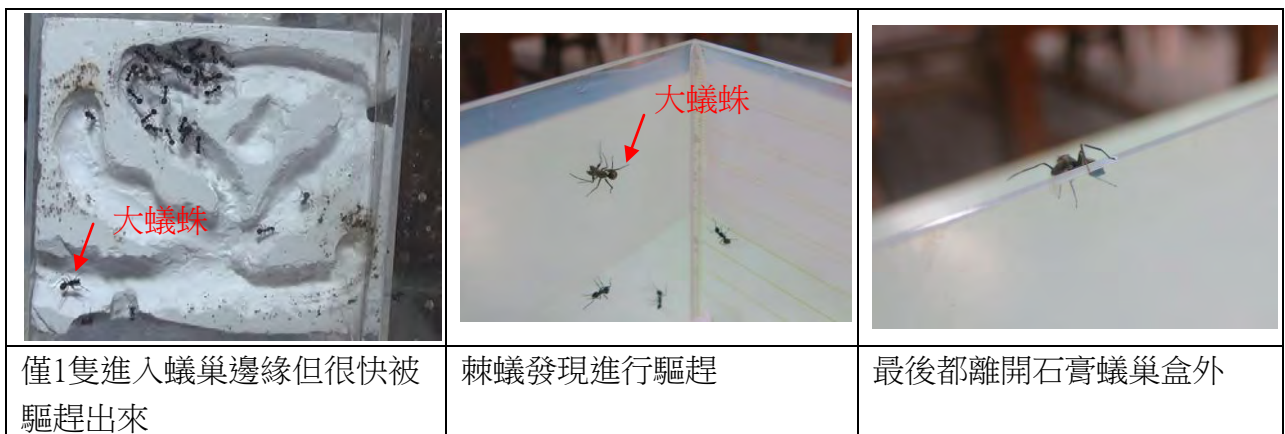 大蟻蛛
大蟻蛛
僅1隻進入蟻巢邊緣但很快被
驅趕出來
棘蟻發現進行驅趕
最後都離開石膏蟻巢盒外